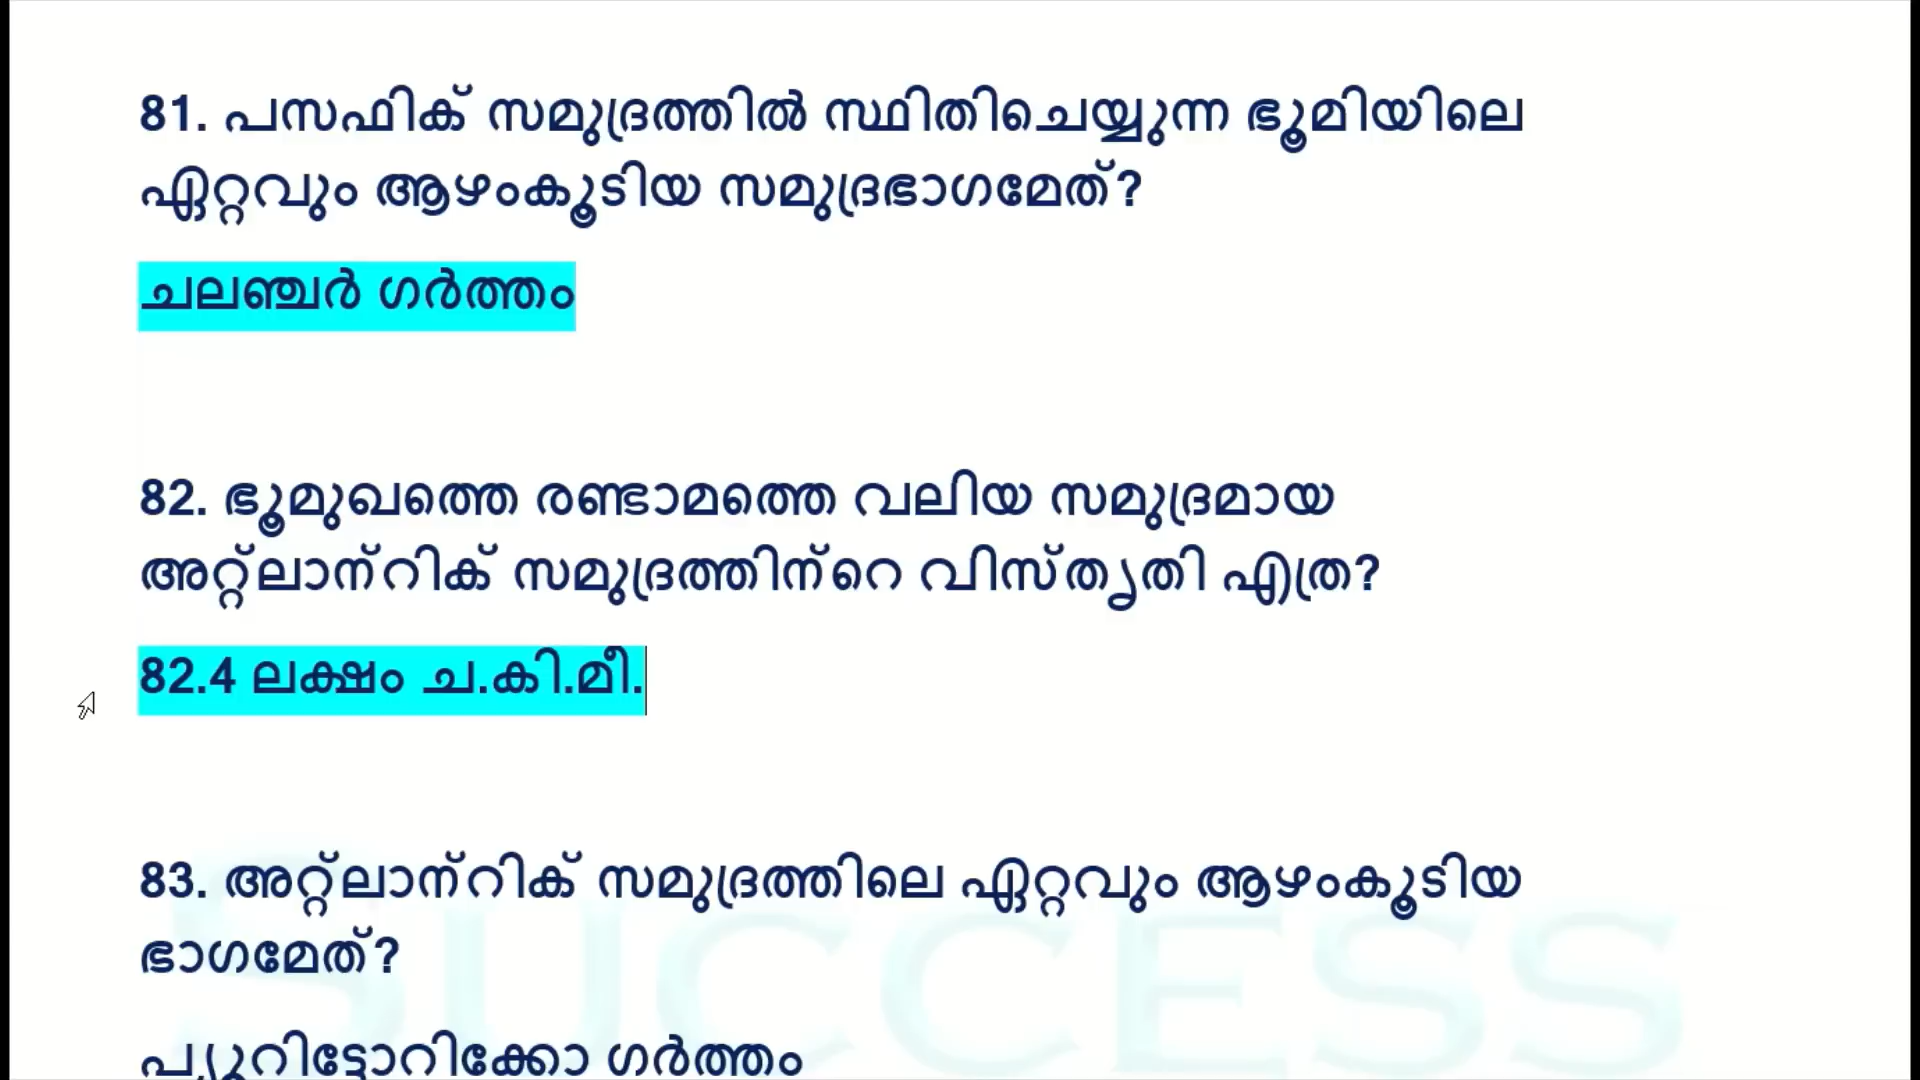 81. പസഫിക് സമുദ്രത്തിൽ സ്ഥിതിചെയ്യുന്ന ഭൂമിയിലെ
ഏറ്റവും ആഴംകൂടിയ സമുദ്രഭാഗമേത്?
ചലഞ്ചർ ഗർത്തം
82. ഭൂമുഖത്തെ രണ്ടാമത്തെ വലിയ സമുദ്രമായ
അറ്റ്ലാന്റിക് സമുദ്രത്തിന്റെ വിസ്തൃതി എത്ര?
82.4 ലക്ഷം ച.കി.മീ.
83. അറ്റ്ലാന്റിക് സമുദ്രത്തിലെ ഏറ്റവും ആഴംകൂടിയ
ഭാഗമേത്?
SUCCESS
പ്യൂറിട്ടോറിക്കോ ഗർത്തം